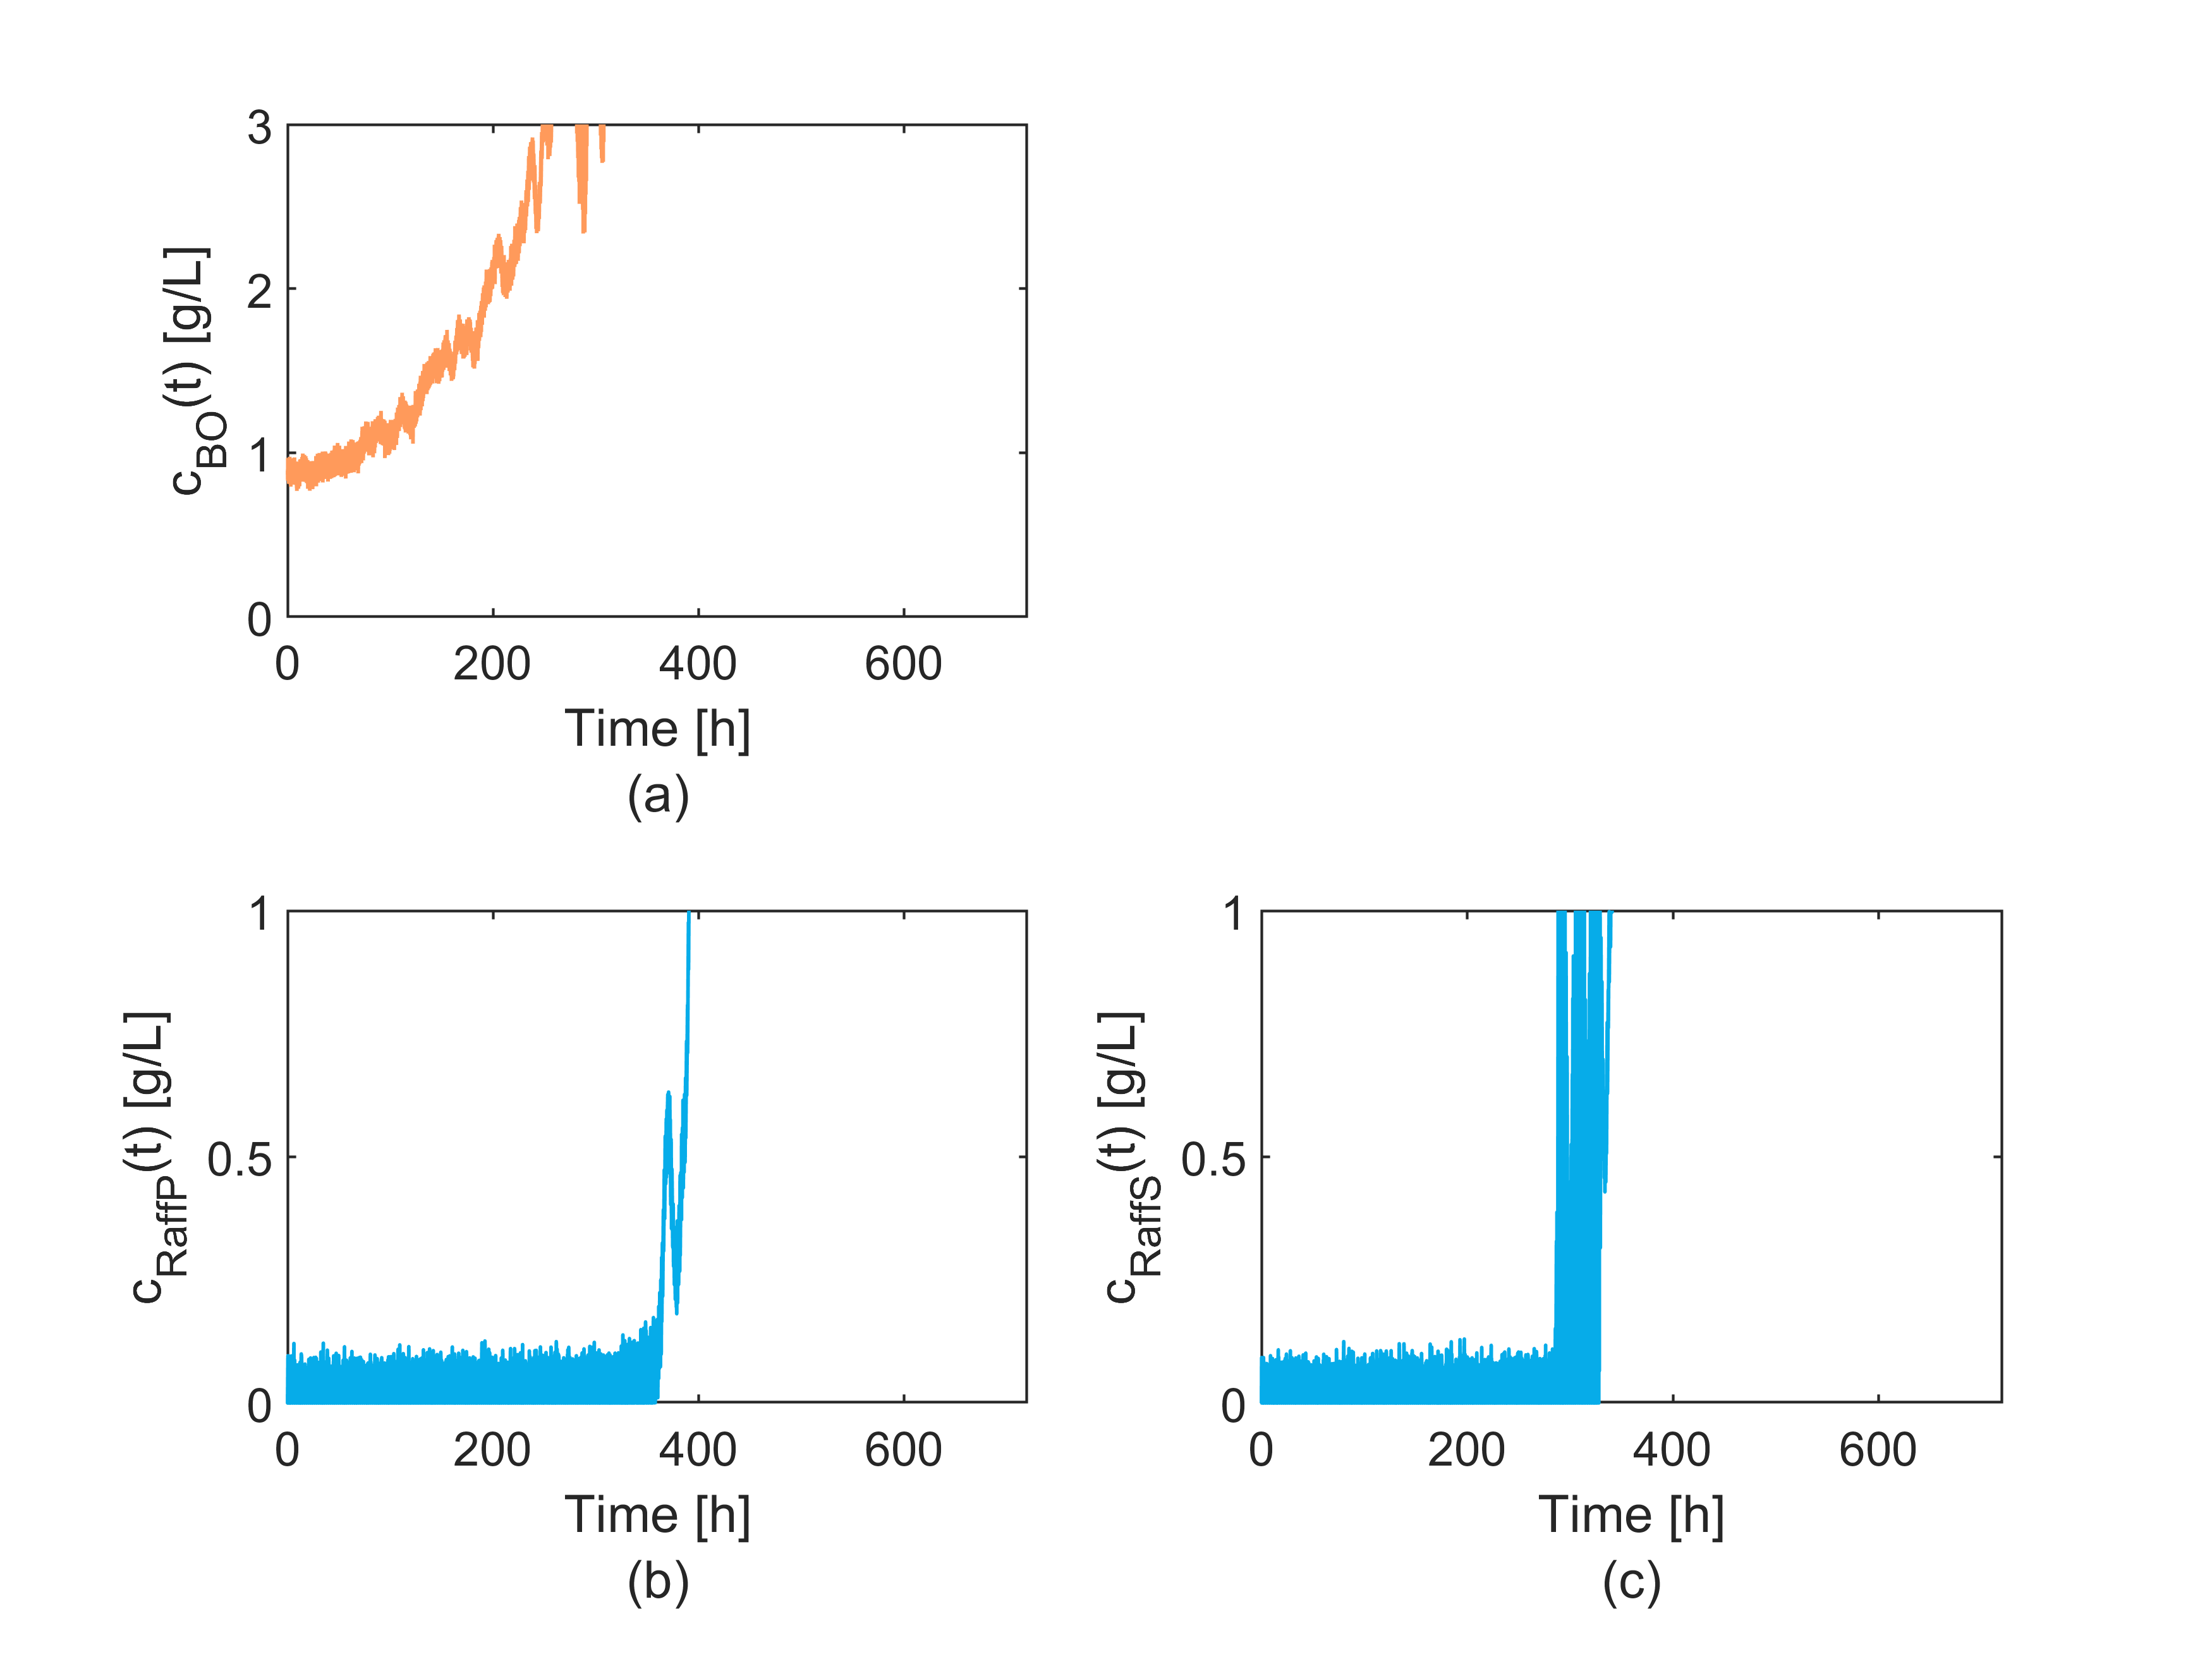 3
2
1
0
c_BO(t) [g/L]
0 200 400 600
Time [h]
(a)
1
0.5
0
c_RaffP(t) [g/L]
0 200 400 600
Time [h]
(b)
1
0.5
0
c_RaffS(t) [g/L]
0 200 400 600
Time [h]
(c)